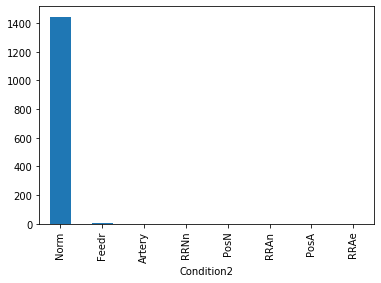 1400
1200
1000
800
600
400
200
0
Norm
Feedr
Artery
RRNn
PosN
RRAn
PosA
RRAe
Condition2